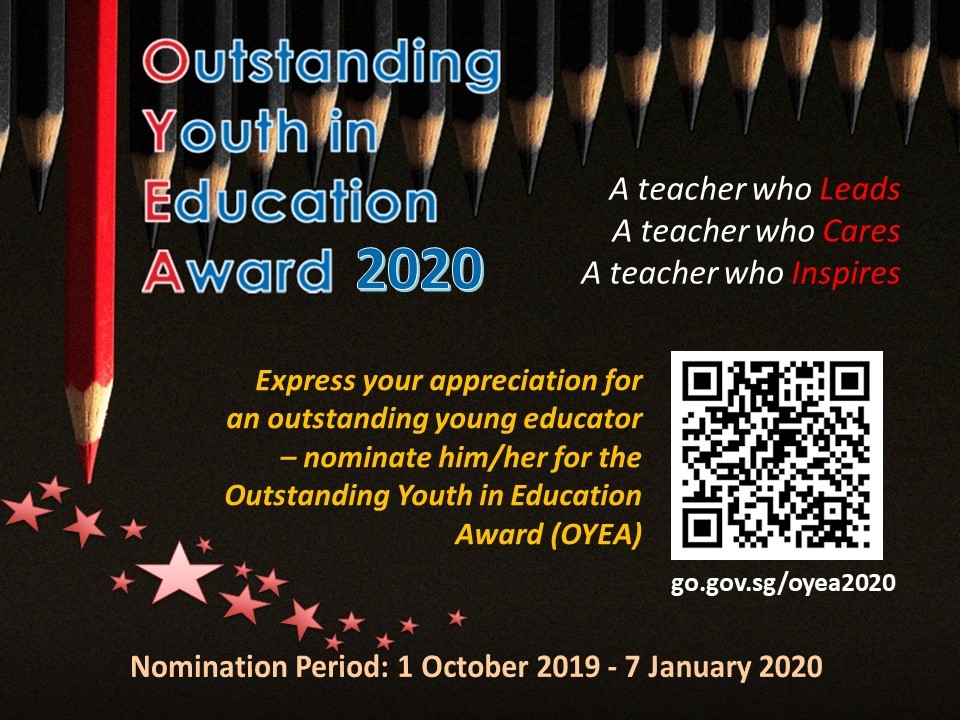 Outstanding
Youth in
Education
Award 2020
A teacher who Leads
A teacher who Cares
A teacher who Inspires
Express your appreciation for
an outstanding young educator
– nominate him/her for the
Outstanding Youth in Education
Award (OYEA)
go.gov.sg/oyea2020
Nomination Period: 1 October 2019 - 7 January 2020